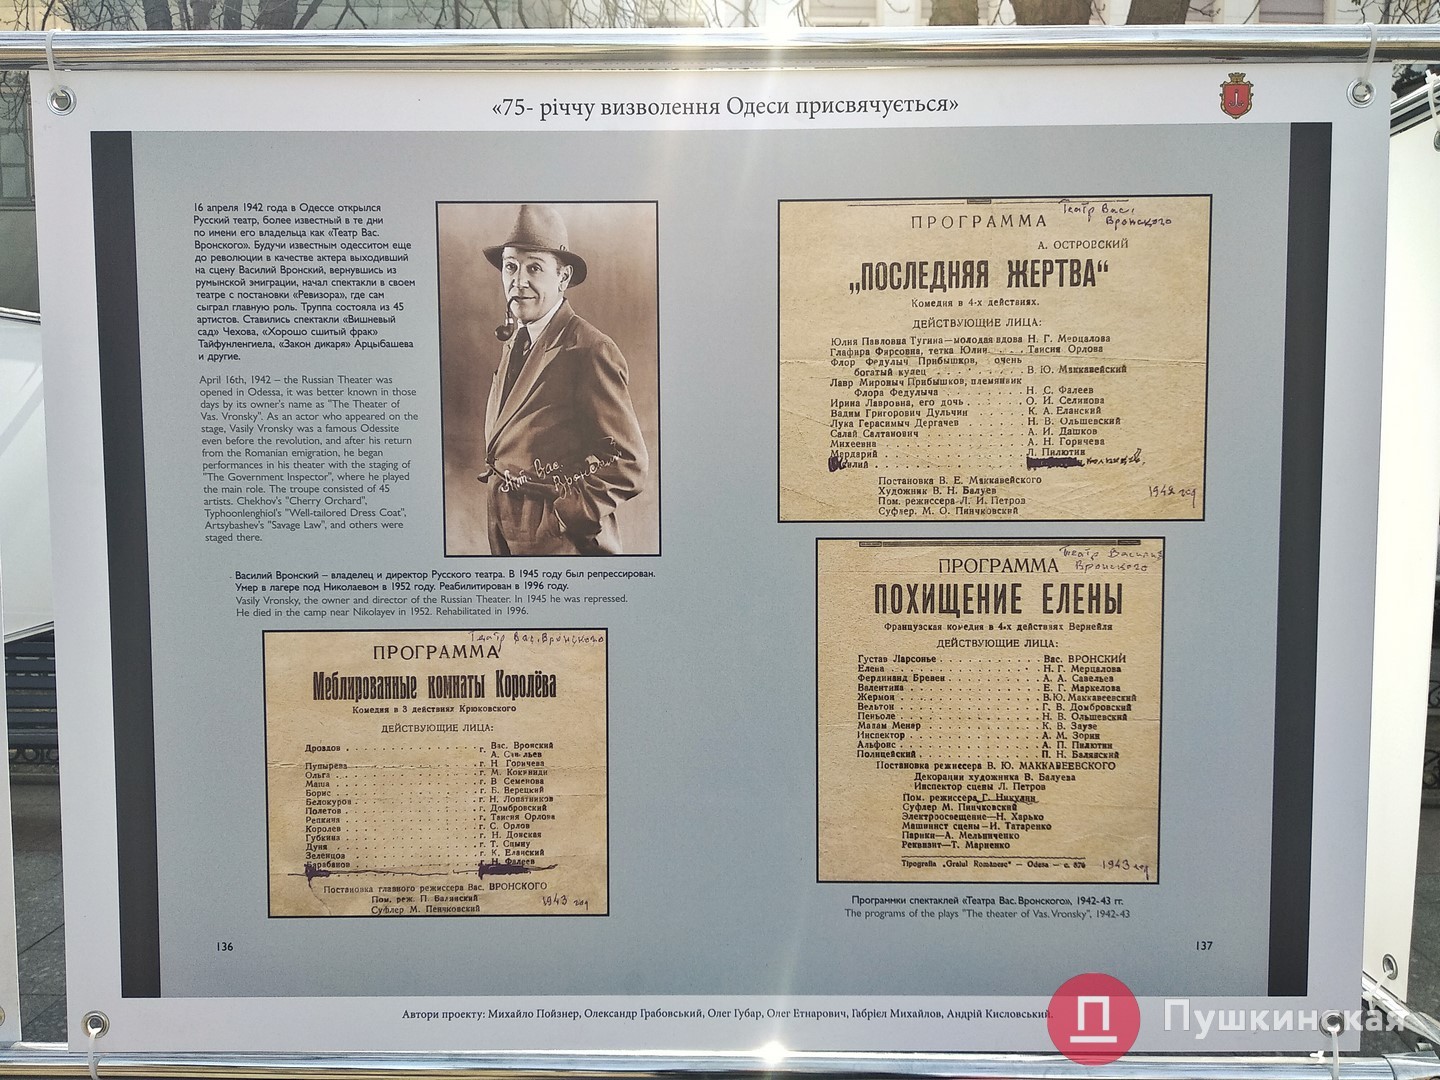 «75- річчу визволення Одеси присвячується»
16 апреля 1942 года в Одессе открылся
Русский театр, более известный в те дни
по имени его владельца как «Театр Вас.
Вронского». Будучи известным одесситом еще
до революции в качестве актера выходивший
на сцену Василий Вронский, вернувшись из
румынской эмиграции, начал спектакли в своем
театре с постановки «Ревизора», где сам
сыграл главную роль. Труппа состояла из 45
артистов. Ставились спектакли «Вишневый
сад» Чехова, «Хорошо сшитый фрак»
Тайфунленгиела, «Закон дикаря» Арцыбашева
и другие.
April 16th, 1942 – the Russian Theater was
opened in Odessa, it was better known in those
days by its owner's name as "The Theater of
Vas. Vronsky". As an actor who appeared on the
stage, Vasily Vronsky was a famous Odessite
even before the revolution, and after his return
from the Romanian emigration, he began
performances in his theater with the staging of
"The Government Inspector", where he played
the main role. The troupe consisted of 45
artists. Chekhov's "Cherry Orchard",
Typhoonlenghiol's "Well-tailored Dress Coat",
Artsybashev's "Savage Law", and others were
staged there.
Арт. Вас.
Вронский
Василий Вронский – владелец и директор Русского театра. В 1945 году был репрессирован.
Умер в лагере под Николаевом в 1952 году. Реабилитирован в 1996 году.
Vasily Vronsky, the owner and director of the Russian Theater. In 1945 he was repressed.
He died in the camp near Nikolayev in 1952. Rehabilitated in 1996.
Театр Вас. Вронского
ПРОГРАММА
Меблированные комнаты Королёва
Комедия в 3 действиях Крюковского
ДЕЙСТВУЮЩИЕ ЛИЦА:
Дроздов . . . . . г. Вас. Вронский
А. Савельев
Пупырева . . . . . г. Н Горичева
Ольга . . . . . г. М. Кокиниди
Маша . . . . . г. В Семенова
Борис . . . . . г. Б. Верецкий
Белокуров . . . . . г. Н. Лопатников
Полетов . . . . . г. Домбровский
Репкина . . . . . г. Таисия Орлова
Королев . . . . . г. С. Орлов
Губкина . . . . . г. Н. Донская
Дуня . . . . . г. Т. Сцыну
Зеленцов . . . . . г. К. Еланский
Барабанов . . . . . г. Н. Фалеев
Постановка главного режиссера Вас. ВРОНСКОГО
Пом. реж. П. Балинский
Суфлер М. Пенчковский
1943 год
136
Театр Вас.
Вронского
ПРОГРАММА
А. ОСТРОВСКИЙ
„ПОСЛЕДНЯЯ ЖЕРТВА“
Комедия в 4-х действиях.
ДЕЙСТВУЮЩИЕ ЛИЦА:
Юлия Павловна Тугина—молодая вдова Н. Г. Мерцалова
Глафира Фирсовна, тетка Юлии . . . . Таисия Орлова
Флор Федулыч Прибытков, очень
богатый купец . . . . . В. Ю. Маккавейский
Лавр Мироныч Прибытков, племянник
Флора Федулыча . . . . . Н. С. Фалеев
Ирина Лавровна, его дочь . . . . . О. И. Селинова
Вадим Григорович Дульчин . . . . . К. А. Еланский
Лука Герасимыч Дергачев . . . . . Н. В. Ольшевский
Салай Салтанович . . . . . А. И. Дашков
Михеевна . . . . . А. Н. Горичева
Мердарий . . . . . Л. Пилютин
Постановка В. Е. Маккавейского
Художник В. Н. Балуев
Пом. режиссера Л. И. Петров
Суфлер. М. О. Пинчковский
1942 год
Театр Василия
Вронского
ПРОГРАММА
ПОХИЩЕНИЕ ЕЛЕНЫ
Французская комедия в 4-х действиях Вернейля
ДЕЙСТВУЮЩИЕ ЛИЦА:
Густав Ларсонье . . . . . Вас. ВРОНСКИЙ
Елена . . . . . Н. Г. Мерцалова
Фердинанд Бревен . . . . . А. А. Савельев
Валентина . . . . . Е. Г. Маркелова
Жермон . . . . . В.Ю. Маккавеевский
Вельтон . . . . . Г. В. Домбровский
Пеньоле . . . . . Н. В. Ольшевский
Мадам Менар . . . . . К. В. Заузе
Инспектор . . . . . А. М. Зорин
Альфонс . . . . . А. П. Пилютин
Полицейский . . . . . П. Н. Балинский
Постановка режиссера В. Ю. МАККАВЕЕВСКОГО
Декорации художника В. Балуева
Инспектор сцены Л. Петров
Пом. режиссера Г. Никулин
Суфлер М. Пинчковский
Электроосвещение—Н. Харько
Машинист сцены—И. Татаренко
Парики—А. Мельниченко
Реквизит—Т. Марненко
Tipografia „Graiul Românesc“ — Odesa — c. 876
1943 год
Программки спектаклей «Театра Вас. Вронского», 1942-43 гг.
The programs of the plays "The theater of Vas. Vronsky", 1942-43
137
Автори проекту: Михайло Пойзнер, Олександр Грабовський, Олег Губар, Олег Етнарович, Габрієл Михайлов, Андрій Кисловський.
Пушкинская